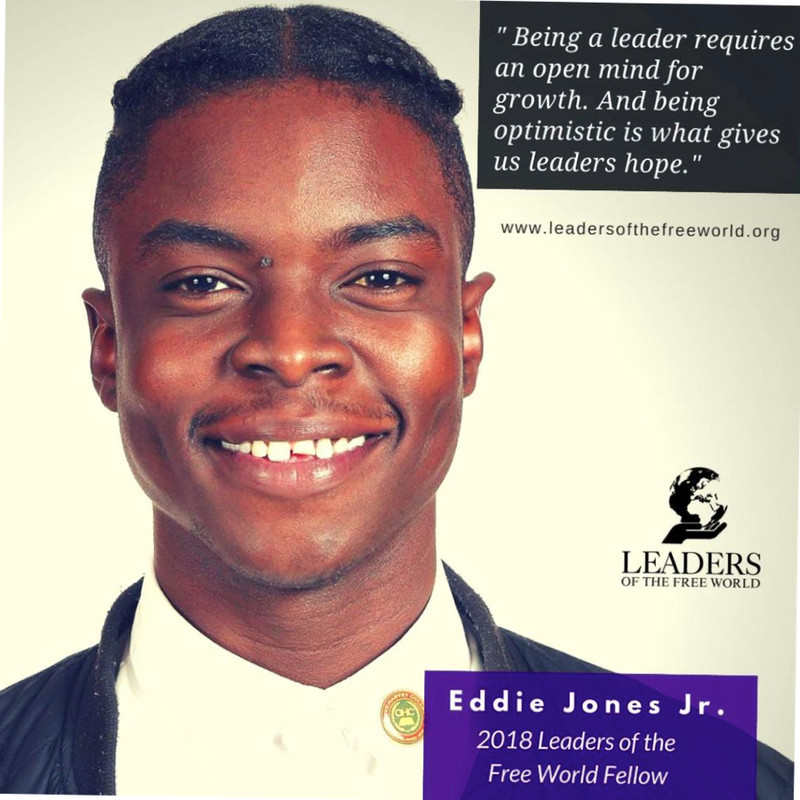 " Being a leader requires
an open mind for
growth. And being
optimistic is what gives
us leaders hope."
www.leadersofthefreeworld.org
LEADERS
OF THE FREE WORLD
OHC
Eddie Jones Jr.
2018 Leaders of the
Free World Fellow